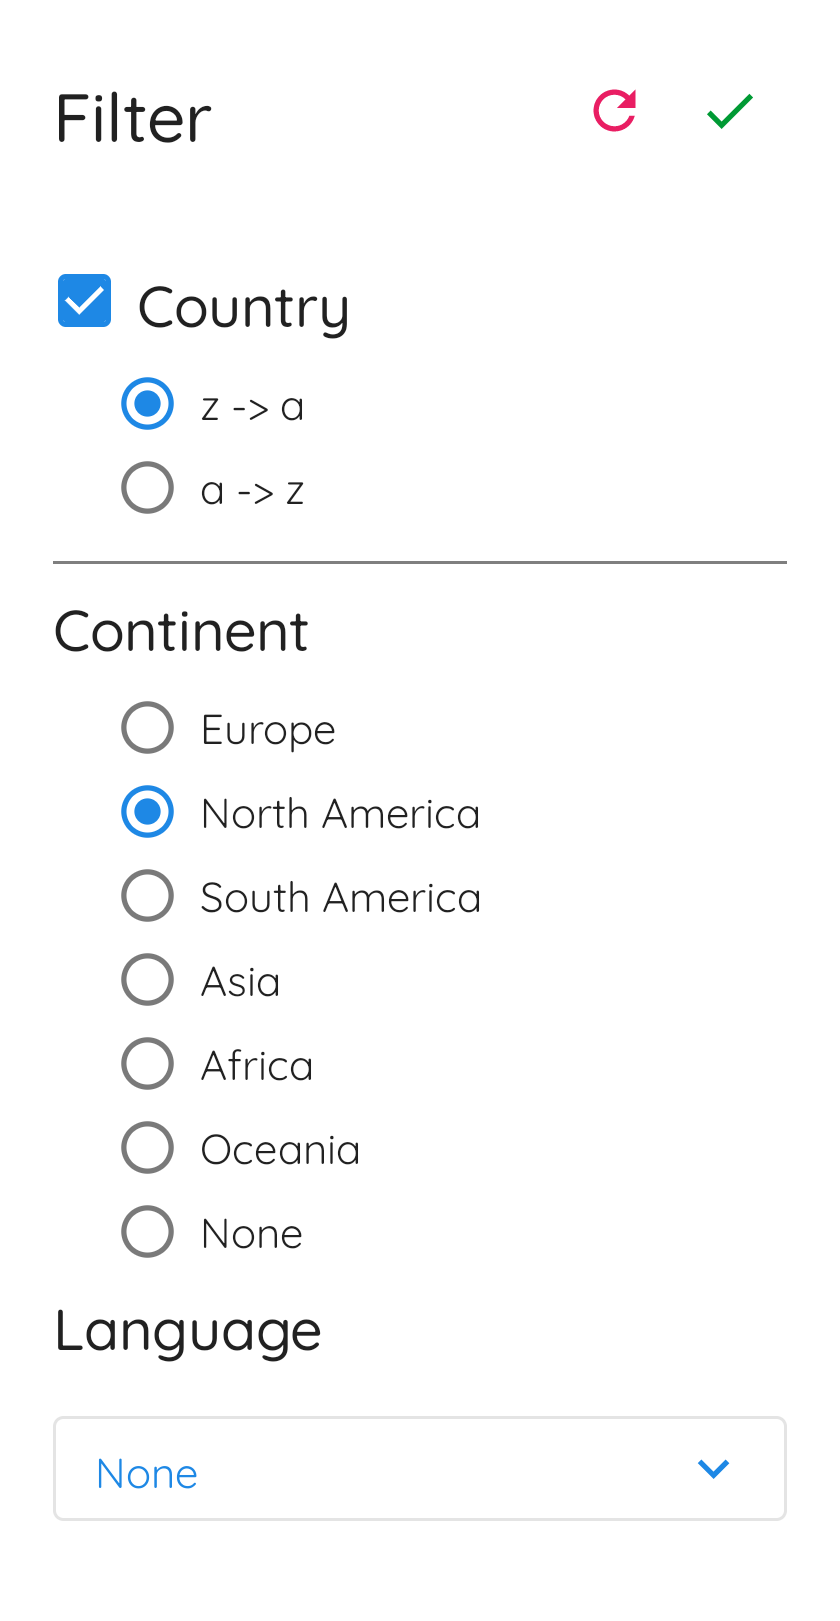 Filter
Country
z -> a
a -> z
Continent
Europe
North America
South America
Asia
Africa
Oceania
None
Language
None